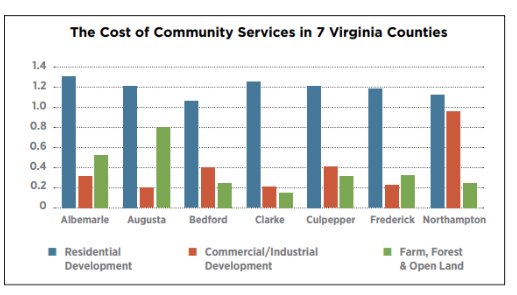 The Cost of Community Services in 7 Virginia Counties
1.4
1.2
1.0
0.8
0.6
0.4
0.2
0
Albemarle Augusta Bedford Clarke Culpepper Frederick Northampton
Residential
Development
Commercial/Industrial
Development
Farm, Forest
& Open Land